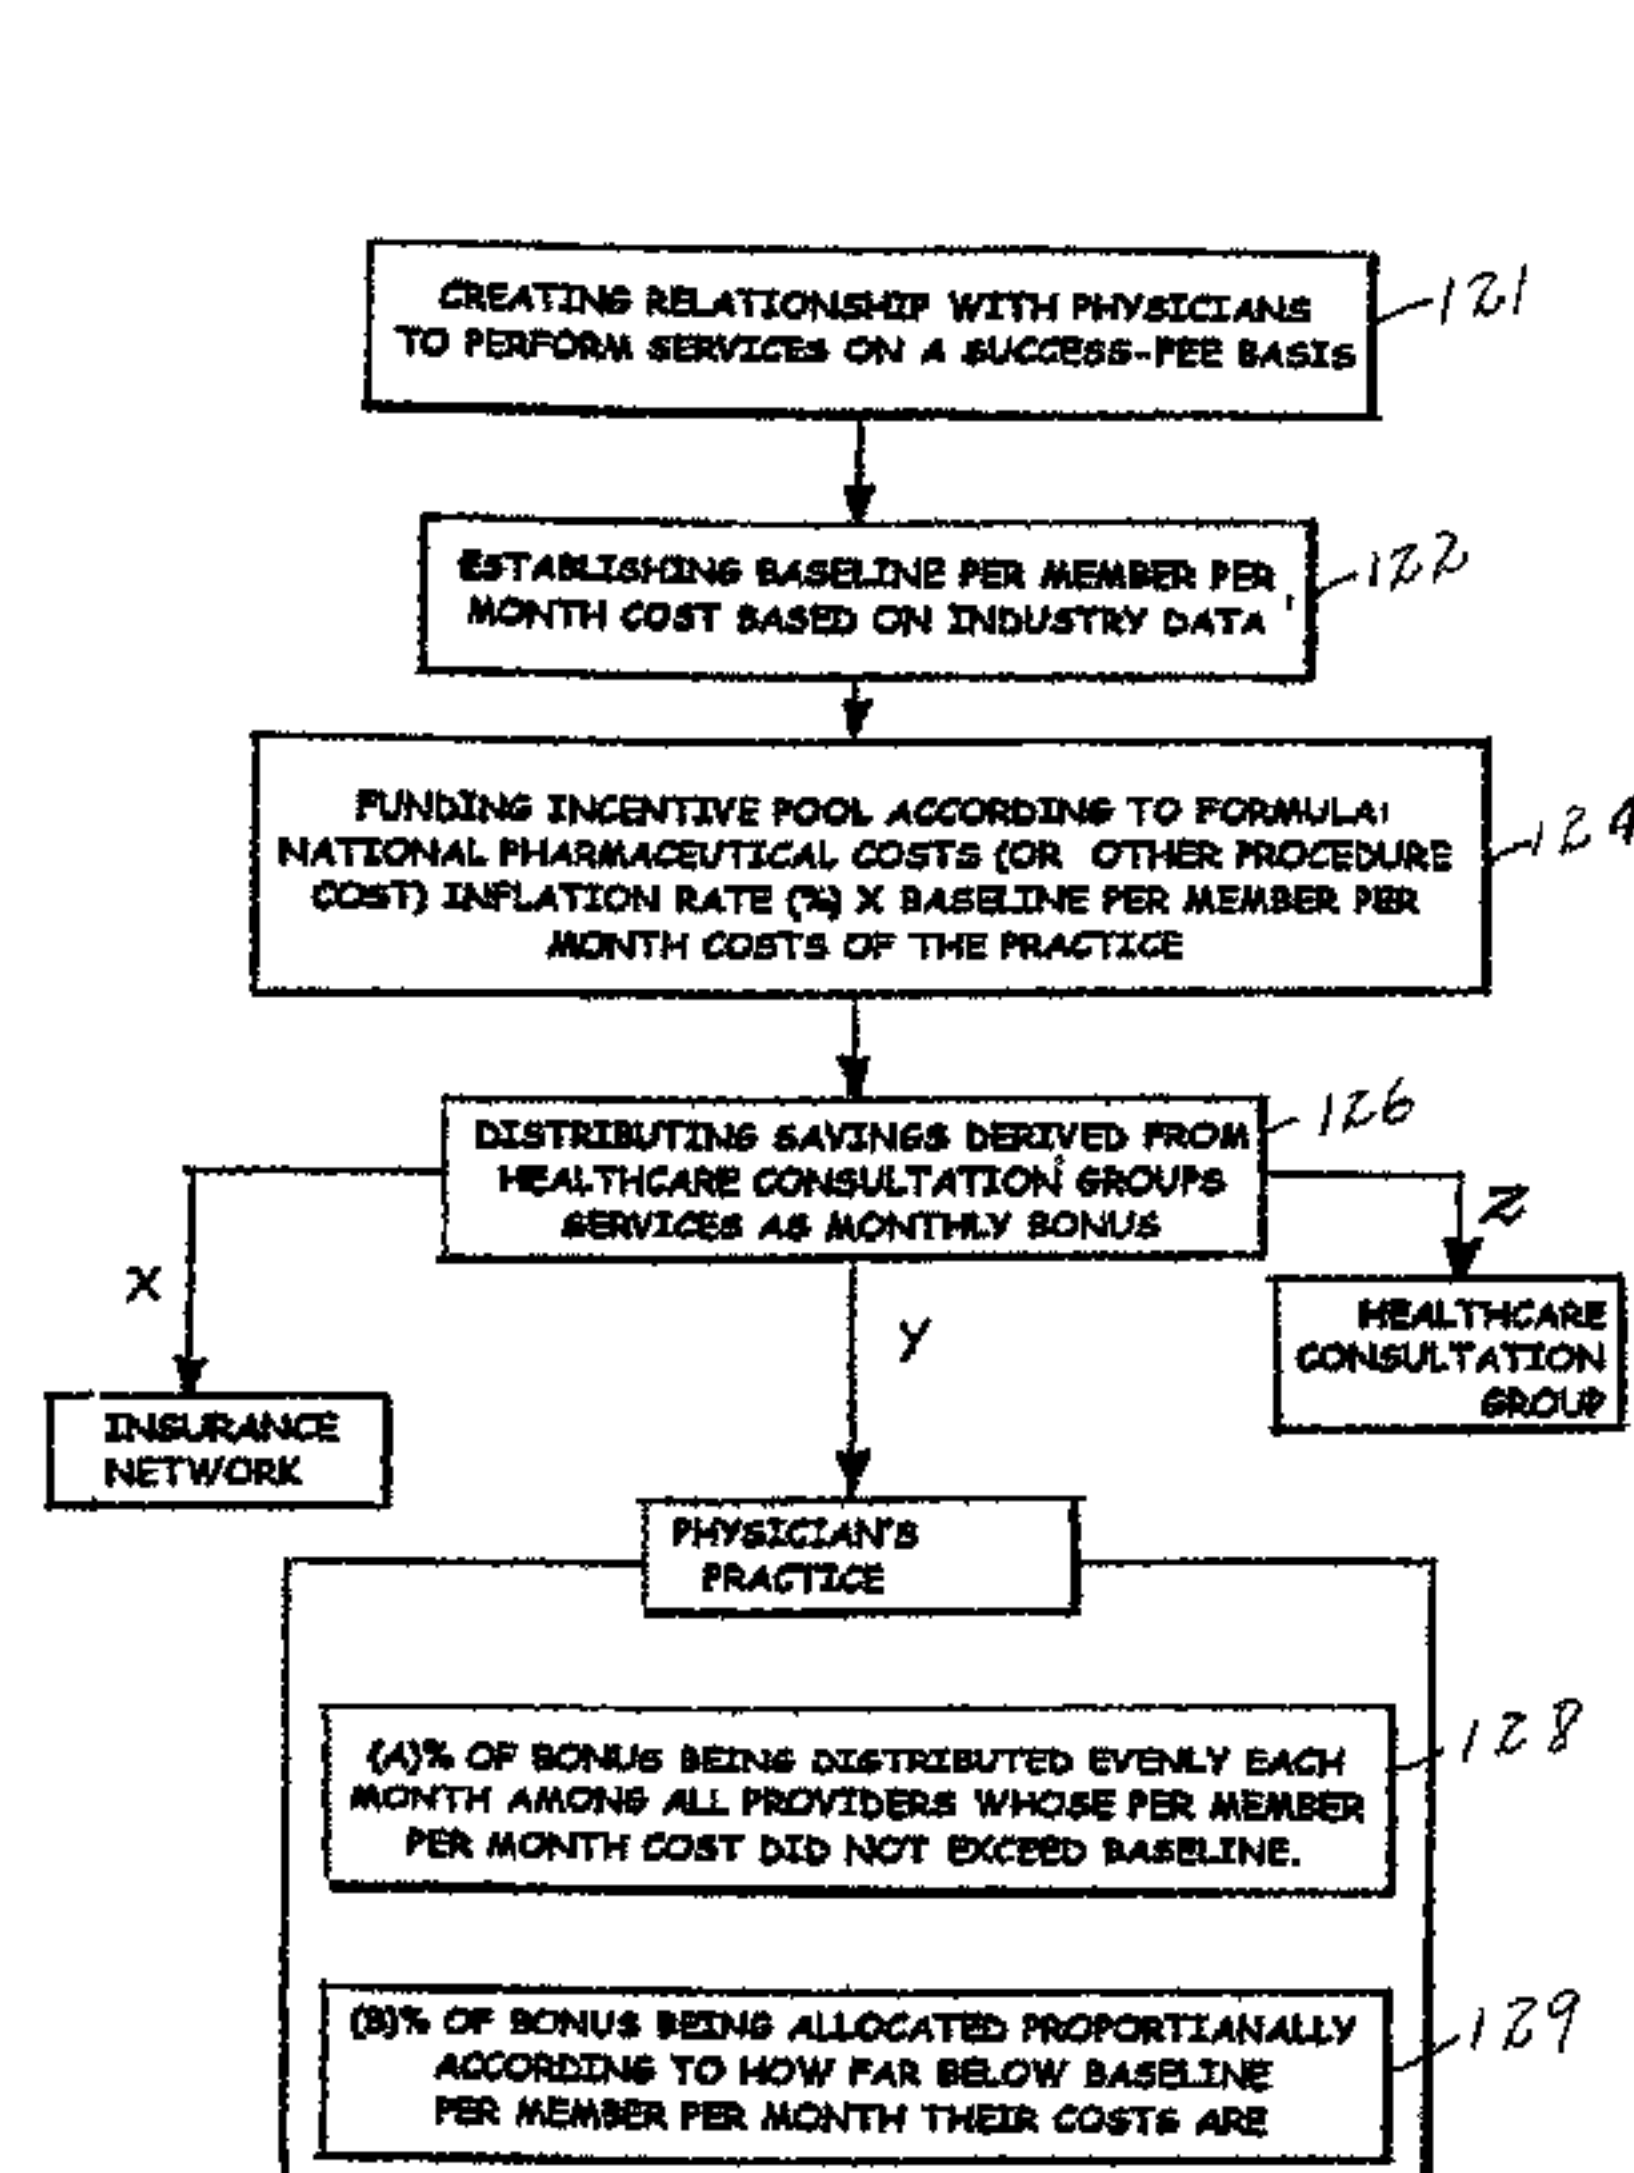 CREATING RELATIONSHIP WITH PHYSICIANS
TO PERFORM SERVICES ON A SUCCESS-FEE BASIS
121
ESTABLISHING BASELINE PER MEMBER PER
MONTH COST BASED ON INDUSTRY DATA
122
FUNDING INCENTIVE POOL ACCORDING TO FORMULA:
NATIONAL PHARMACEUTICAL COSTS (OR OTHER PROCEDURE
COST) INFLATION RATE (%) X BASELINE PER MEMBER PER
MONTH COSTS OF THE PRACTICE
124
DISTRIBUTING SAVINGS DERIVED FROM
HEALTHCARE CONSULTATION GROUPS
SERVICES AS MONTHLY BONUS
126
X
Y
Z
HEALTHCARE
CONSULTATION
GROUP
INSURANCE
NETWORK
PHYSICIAN'S
PRACTICE
(A)% OF BONUS BEING DISTRIBUTED EVENLY EACH
MONTH AMONG ALL PROVIDERS WHOSE PER MEMBER
PER MONTH COST DID NOT EXCEED BASELINE.
128
(B)% OF BONUS BEING ALLOCATED PROPORTIANALLY
ACCORDING TO HOW FAR BELOW BASELINE
PER MEMBER PER MONTH THEIR COSTS ARE
129